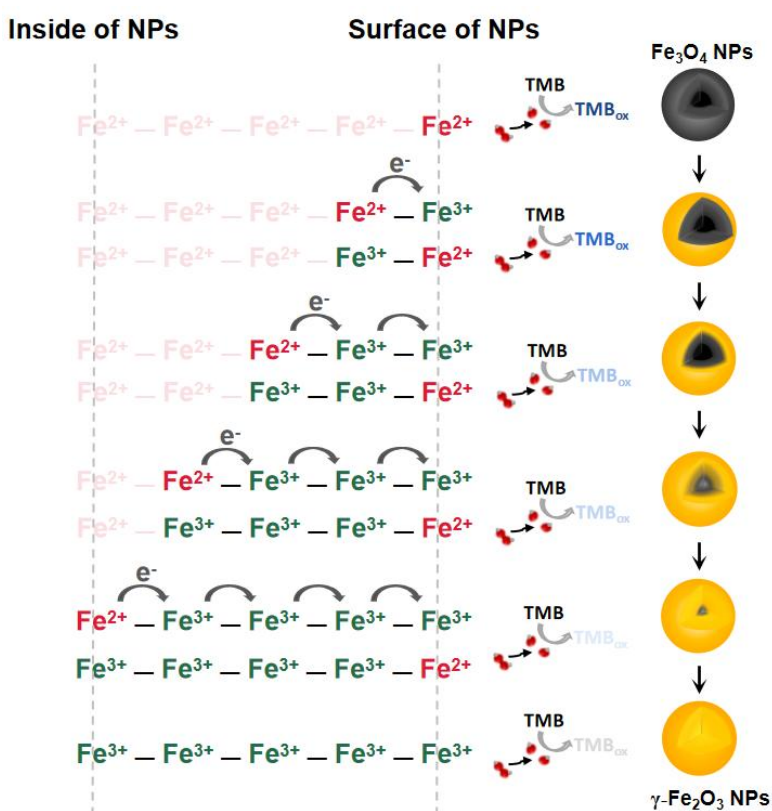 Inside of NPs Surface of NPs
Fe₃O₄ NPs
TMB
TMBₒₓ
Fe²⁺ — Fe²⁺ — Fe²⁺ — Fe²⁺ — Fe²⁺
e⁻
TMB
Fe²⁺ — Fe²⁺ — Fe²⁺ — Fe²⁺ — Fe³⁺
TMBₒₓ
Fe²⁺ — Fe²⁺ — Fe²⁺ — Fe³⁺ — Fe²⁺
e⁻
Fe²⁺ — Fe²⁺ — Fe²⁺ — Fe³⁺ — Fe³⁺
TMB
TMBₒₓ
Fe²⁺ — Fe²⁺ — Fe³⁺ — Fe³⁺ — Fe²⁺
e⁻
Fe²⁺ — Fe²⁺ — Fe³⁺ — Fe³⁺ — Fe³⁺
TMB
TMBₒₓ
Fe²⁺ — Fe³⁺ — Fe³⁺ — Fe³⁺ — Fe²⁺
e⁻
Fe²⁺ — Fe³⁺ — Fe³⁺ — Fe³⁺ — Fe³⁺
TMB
TMBₒₓ
Fe³⁺ — Fe³⁺ — Fe³⁺ — Fe³⁺ — Fe²⁺
TMB
TMBₒₓ
Fe³⁺ — Fe³⁺ — Fe³⁺ — Fe³⁺ — Fe³⁺
γ-Fe₂O₃ NPs